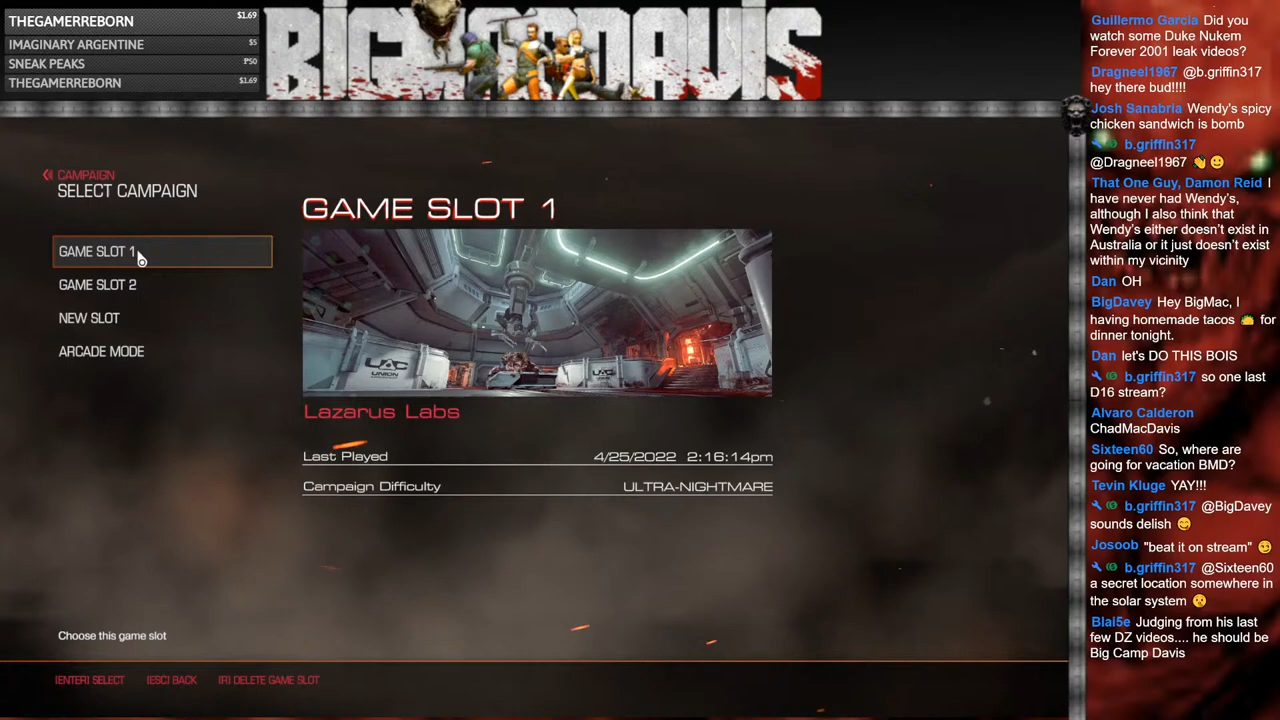 THEGAMERREBORN $1.69
IMAGINARY ARGENTINE $5
SNEAK PEAKS ₱50
THEGAMERREBORN $1.69
CAMPAIGN
SELECT CAMPAIGN
GAME SLOT 1
GAME SLOT 2
NEW SLOT
ARCADE MODE
GAME SLOT 1
UAC
UNION
UAC
Lazarus Labs
Last Played 4/25/2022 2:16:14pm
Campaign Difficulty ULTRA-NIGHTMARE
Choose this game slot
[ENTER] SELECT [ESC] BACK [R] DELETE GAME SLOT
Guillermo Garcia Did you
watch some Duke Nukem
Forever 2001 leak videos?
Dragneel1967 @b.griffin317
hey there bud!!!!
Josh Sanabria Wendy's spicy
chicken sandwich is bomb
b.griffin317
@Dragneel1967 👋 🙂
That One Guy, Damon Reid I
have never had Wendy's,
although I also think that
Wendy's either doesn't exist in
Australia or it just doesn't exist
within my vicinity
Dan OH
BigDavey Hey BigMac, I
having homemade tacos 🌮 for
dinner tonight.
Dan let's DO THIS BOIS
b.griffin317 so one last
D16 stream?
Alvaro Calderon
ChadMacDavis
Sixteen60 So, where are
going for vacation BMD?
Tevin Kluge YAY!!!
b.griffin317 @BigDavey
sounds delish 😋
Josoob "beat it on stream" 😏
b.griffin317 @Sixteen60
a secret location somewhere in
the solar system 🤫
Blai5e Judging from his last
few DZ videos.... he should be
Big Camp Davis